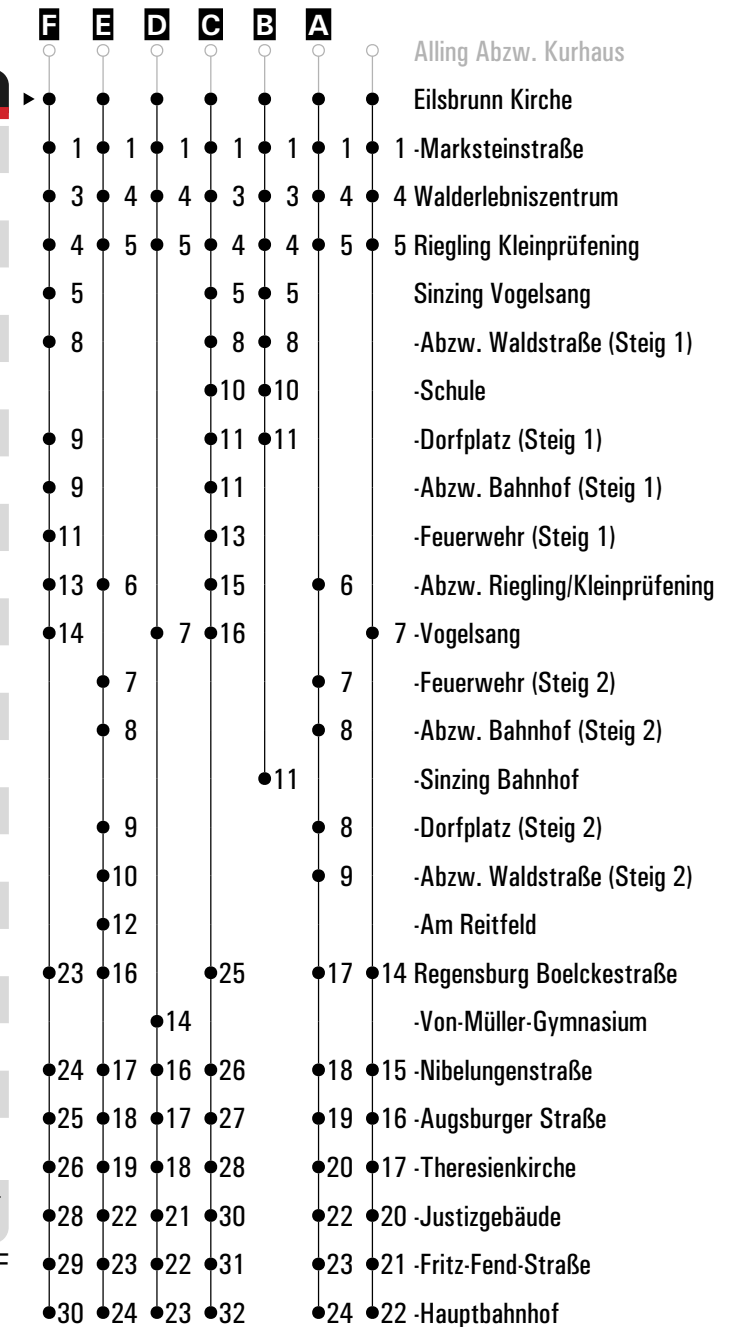 F E D C B A
Alling Abzw. Kurhaus
Eilsbrunn Kirche
1 1 1 1 1 1 1 -Marksteinstraße
3 4 4 3 3 4 4 Walderlebniszentrum
4 5 5 4 4 5 5 Riegling Kleinprüfening
5 5 5 Sinzing Vogelsang
8 8 8 -Abzw. Waldstraße (Steig 1)
10 10 -Schule
9 11 11 -Dorfplatz (Steig 1)
9 11 -Abzw. Bahnhof (Steig 1)
11 13 -Feuerwehr (Steig 1)
13 6 15 6 -Abzw. Riegling/Kleinprüfening
14 7 16 7 -Vogelsang
7 7 -Feuerwehr (Steig 2)
8 8 -Abzw. Bahnhof (Steig 2)
11 -Sinzing Bahnhof
9 8 -Dorfplatz (Steig 2)
10 9 -Abzw. Waldstraße (Steig 2)
12 -Am Reitfeld
23 16 25 17 14 Regensburg Boelckestraße
14 -Von-Müller-Gymnasium
24 17 16 26 18 15 -Nibelungenstraße
25 18 17 27 19 16 -Augsburger Straße
26 19 18 28 20 17 -Theresienkirche
28 22 21 30 22 20 -Justizgebäude
29 23 22 31 23 21 -Fritz-Fend-Straße
30 24 23 32 24 22 -Hauptbahnhof